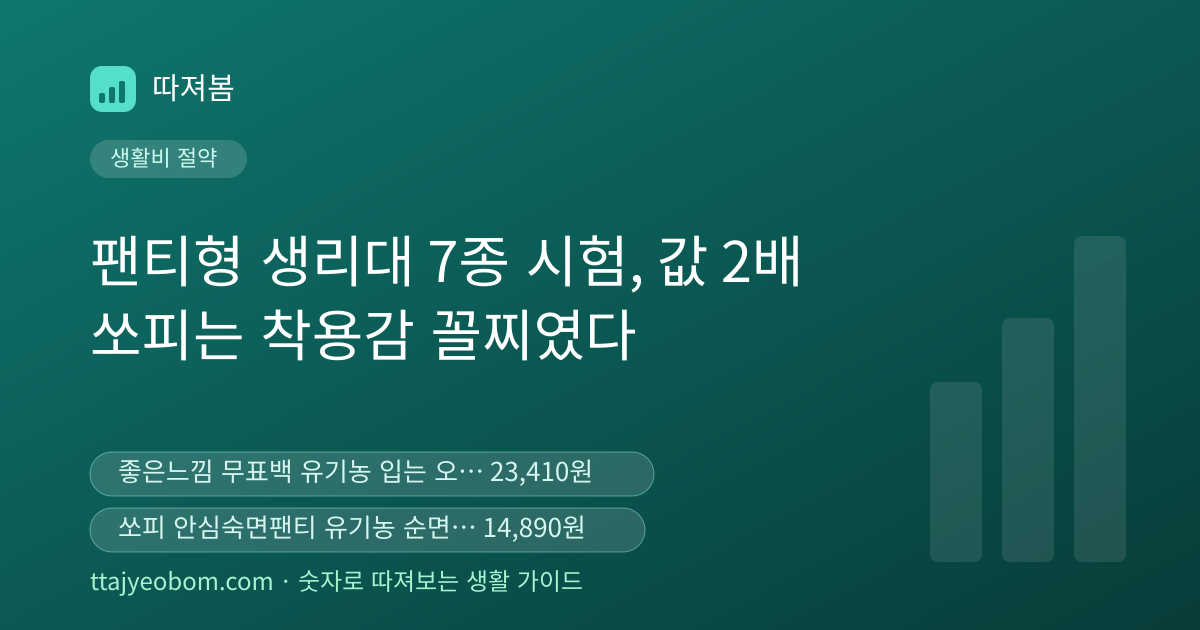 따져봄
생활비 절약
팬티형 생리대 7종 시험, 값 2배
쏘피는 착용감 꼴찌였다
좋은느낌 무표백 유기농 입는 오… 23,410원
쏘피 안심숙면팬티 유기농 순면… 14,890원
ttajyeobom.com · 숫자로 따져보는 생활 가이드